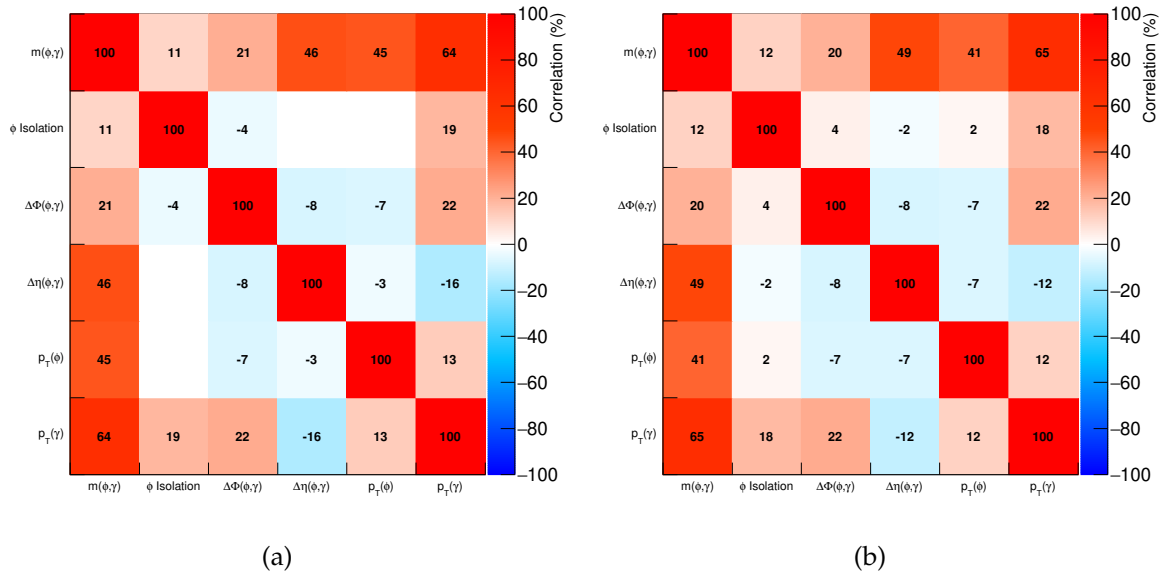 m(ϕ,γ) 100 11 21 46 45 64
ϕ Isolation 11 100 -4 19
ΔΦ(ϕ,γ) 21 -4 100 -8 -7 22
Δη(ϕ,γ) 46 -8 100 -3 -16
p_T(ϕ) 45 -7 -3 100 13
p_T(γ) 64 19 22 -16 13 100
m(ϕ,γ) ϕ Isolation ΔΦ(ϕ,γ) Δη(ϕ,γ) p_T(ϕ) p_T(γ)
100
80
60
40
20
0
−20
−40
−60
−80
−100
Correlation (%)
(a)
m(ϕ,γ) 100 12 20 49 41 65
ϕ Isolation 12 100 4 -2 2 18
ΔΦ(ϕ,γ) 20 4 100 -8 -7 22
Δη(ϕ,γ) 49 -2 -8 100 -7 -12
p_T(ϕ) 41 2 -7 -7 100 12
p_T(γ) 65 18 22 -12 12 100
m(ϕ,γ) ϕ Isolation ΔΦ(ϕ,γ) Δη(ϕ,γ) p_T(ϕ) p_T(γ)
100
80
60
40
20
0
−20
−40
−60
−80
−100
Correlation (%)
(b)